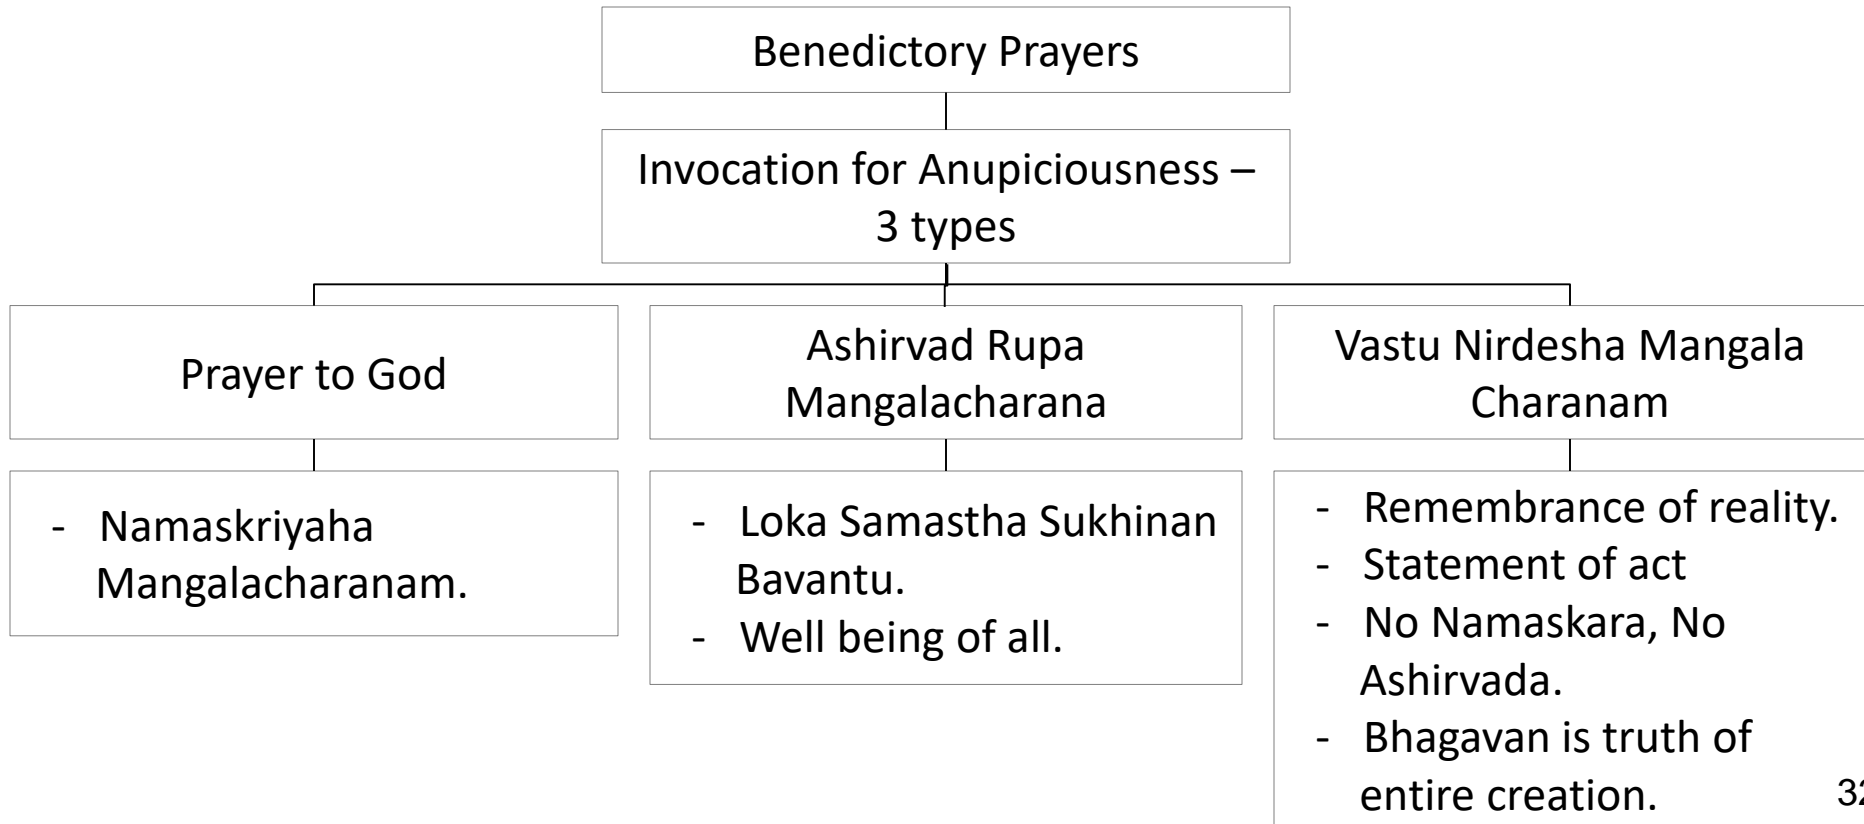 Benedictory Prayers
Invocation for Anupiciousness –
3 types
Prayer to God
- Namaskriyaha
Mangalacharanam.
Ashirvad Rupa
Mangalacharana
- Loka Samastha Sukhinan
Bavantu.
- Well being of all.
Vastu Nirdesha Mangala
Charanam
- Remembrance of reality.
- Statement of act
- No Namaskara, No
Ashirvada.
- Bhagavan is truth of
entire creation.
32